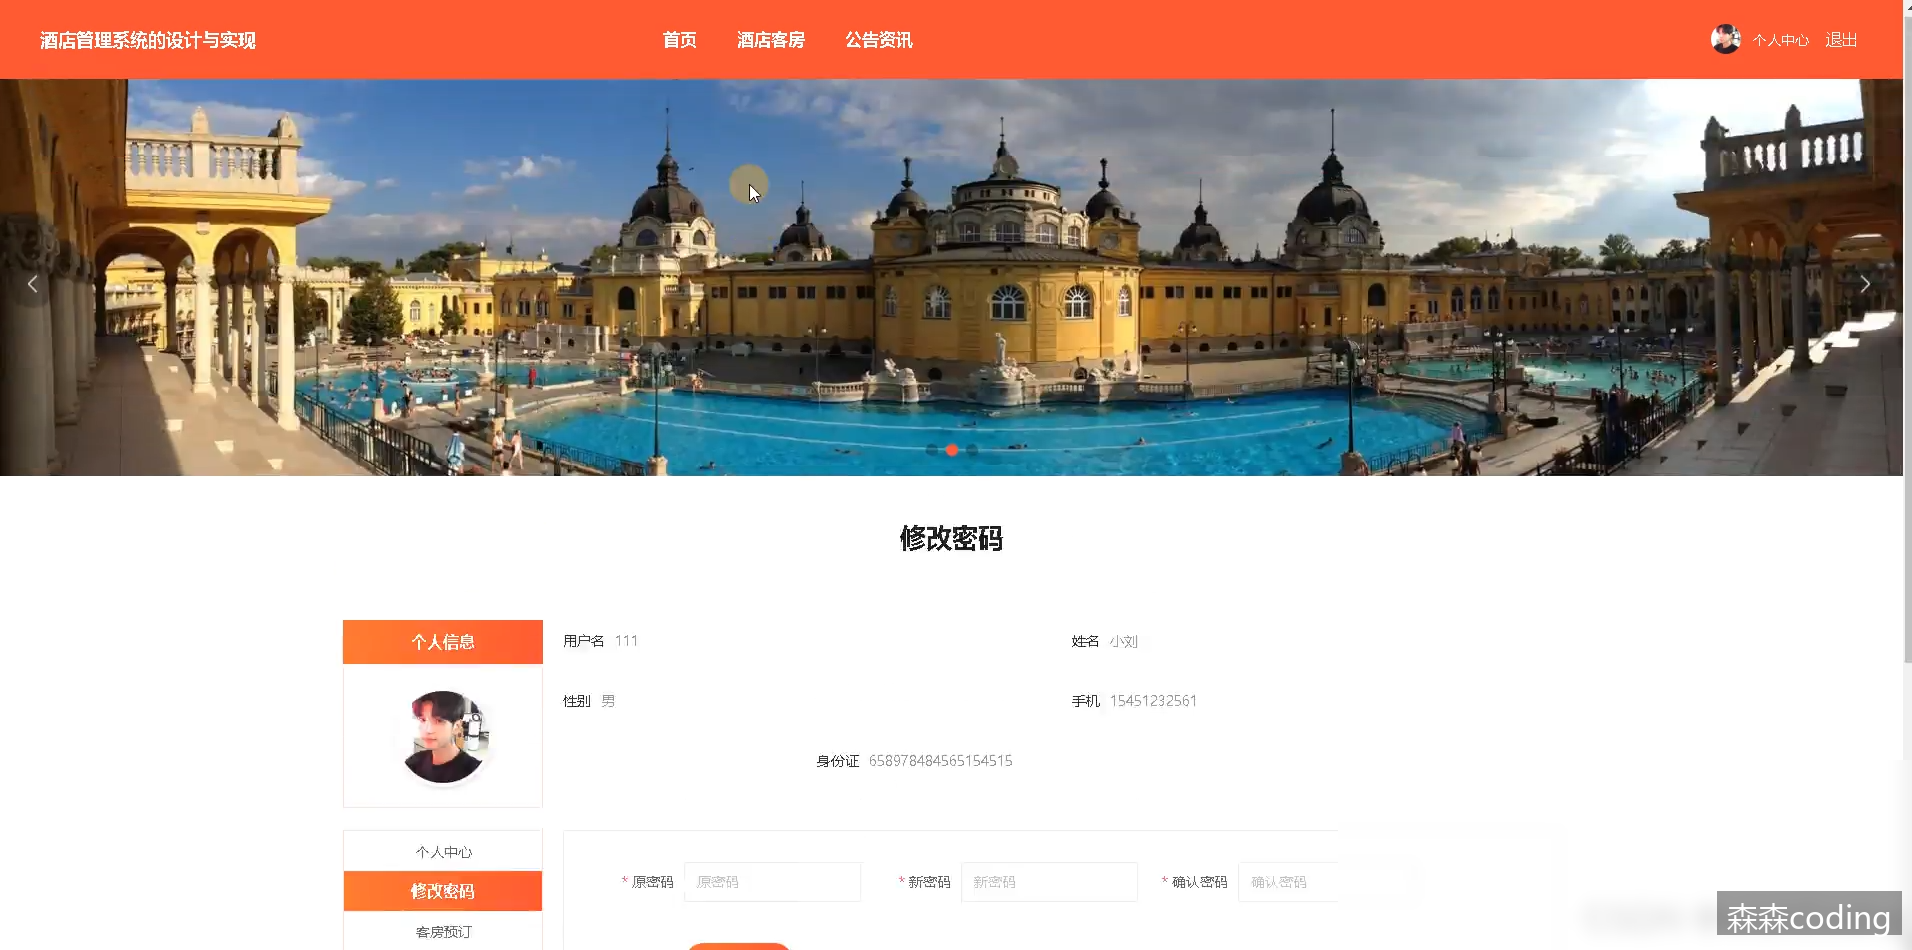 酒店管理系统的设计与实现 首页 酒店客房 公告资讯 个人中心 退出
修改密码
个人信息 用户名 111 姓名 小刘
性别 男 手机 15451232561
身份证 658978484565154515
个人中心
* 原密码 原密码 * 新密码 新密码 * 确认密码 确认密码
修改密码
客房预订
森森coding